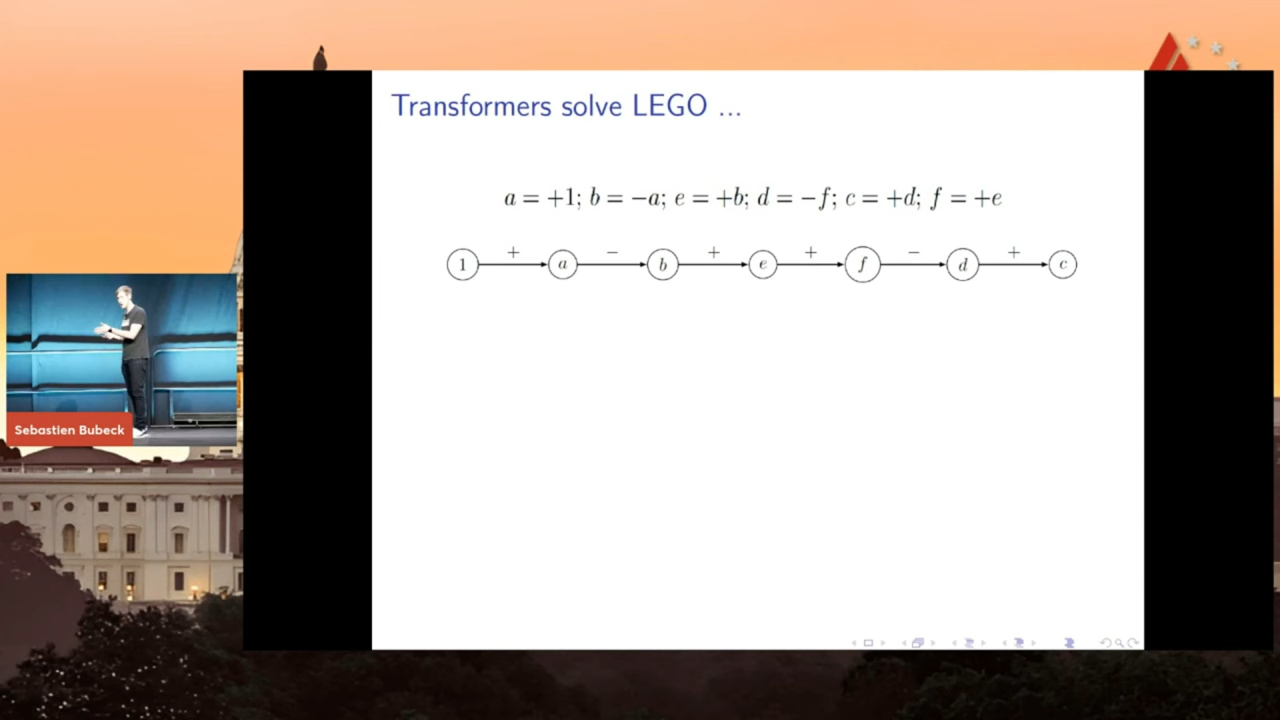 Transformers solve LEGO ...
a = +1; b = −a; e = +b; d = −f; c = +d; f = +e
+ − + + − +
1 a b e f d c
Sebastien Bubeck